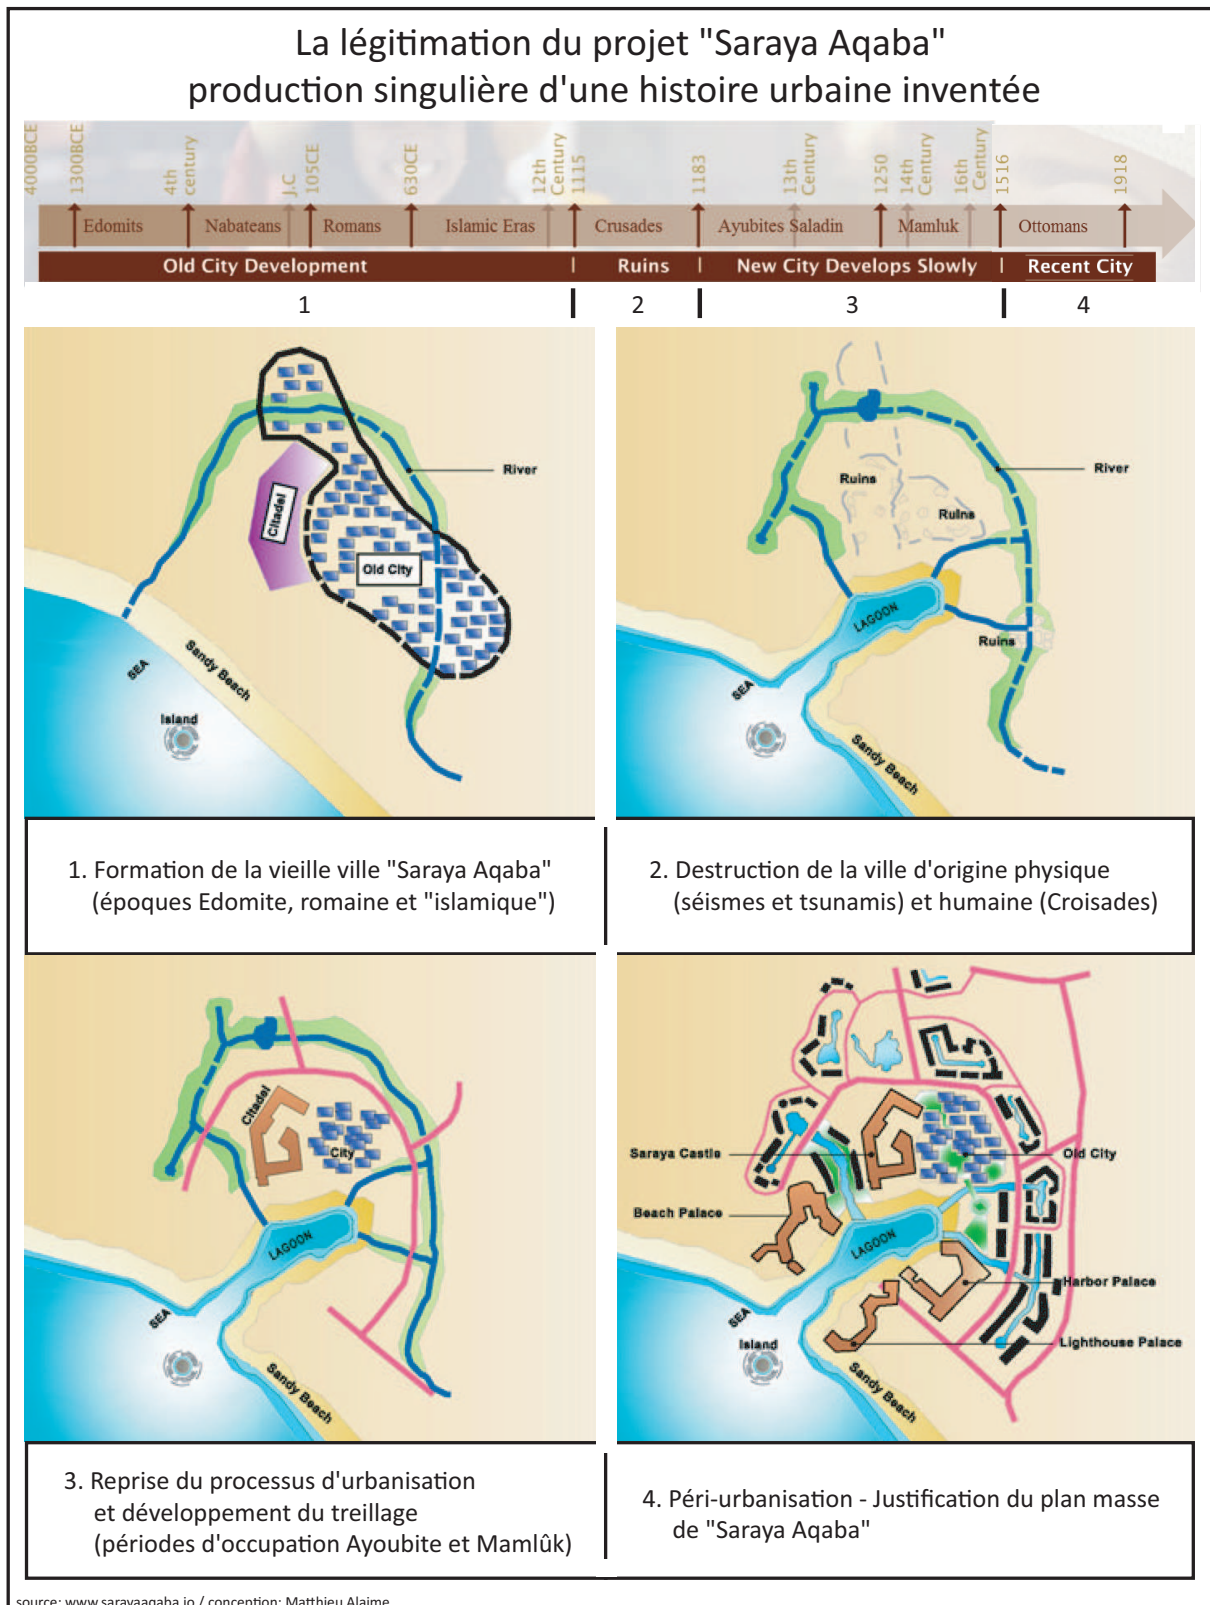 La légitimation du projet "Saraya Aqaba"
production singulière d'une histoire urbaine inventée
4000BCE
1300BCE
4th
century
J.C
105CE
630CE
12th
Century
1115
1183
13th
Century
1250
14th
Century
16th
Century
1516
1918
Edomits
Nabateans
Romans
Islamic Eras
Crusades
Ayubites Saladin
Mamluk
Ottomans
Old City Development
Ruins
New City Develops Slowly
Recent City
1
2
3
4
River
Citadel
Old City
Sandy Beach
SEA
Island
River
Ruins
Ruins
LAGOON
Ruins
SEA
Sandy Beach
1. Formation de la vieille ville "Saraya Aqaba"
(époques Edomite, romaine et "islamique")
2. Destruction de la ville d'origine physique
(séismes et tsunamis) et humaine (Croisades)
Citadel
City
LAGOON
SEA
Sandy Beach
Saraya Castle
Old City
Beach Palace
LAGOON
Harbor Palace
SEA
Island
Lighthouse Palace
Sandy Beach
3. Reprise du processus d'urbanisation
et développement du treillage
(périodes d'occupation Ayoubite et Mamlûk)
4. Péri-urbanisation - Justification du plan masse
de "Saraya Aqaba"
source: www.sarayaaqaba.jo / conception: Matthieu Alaime